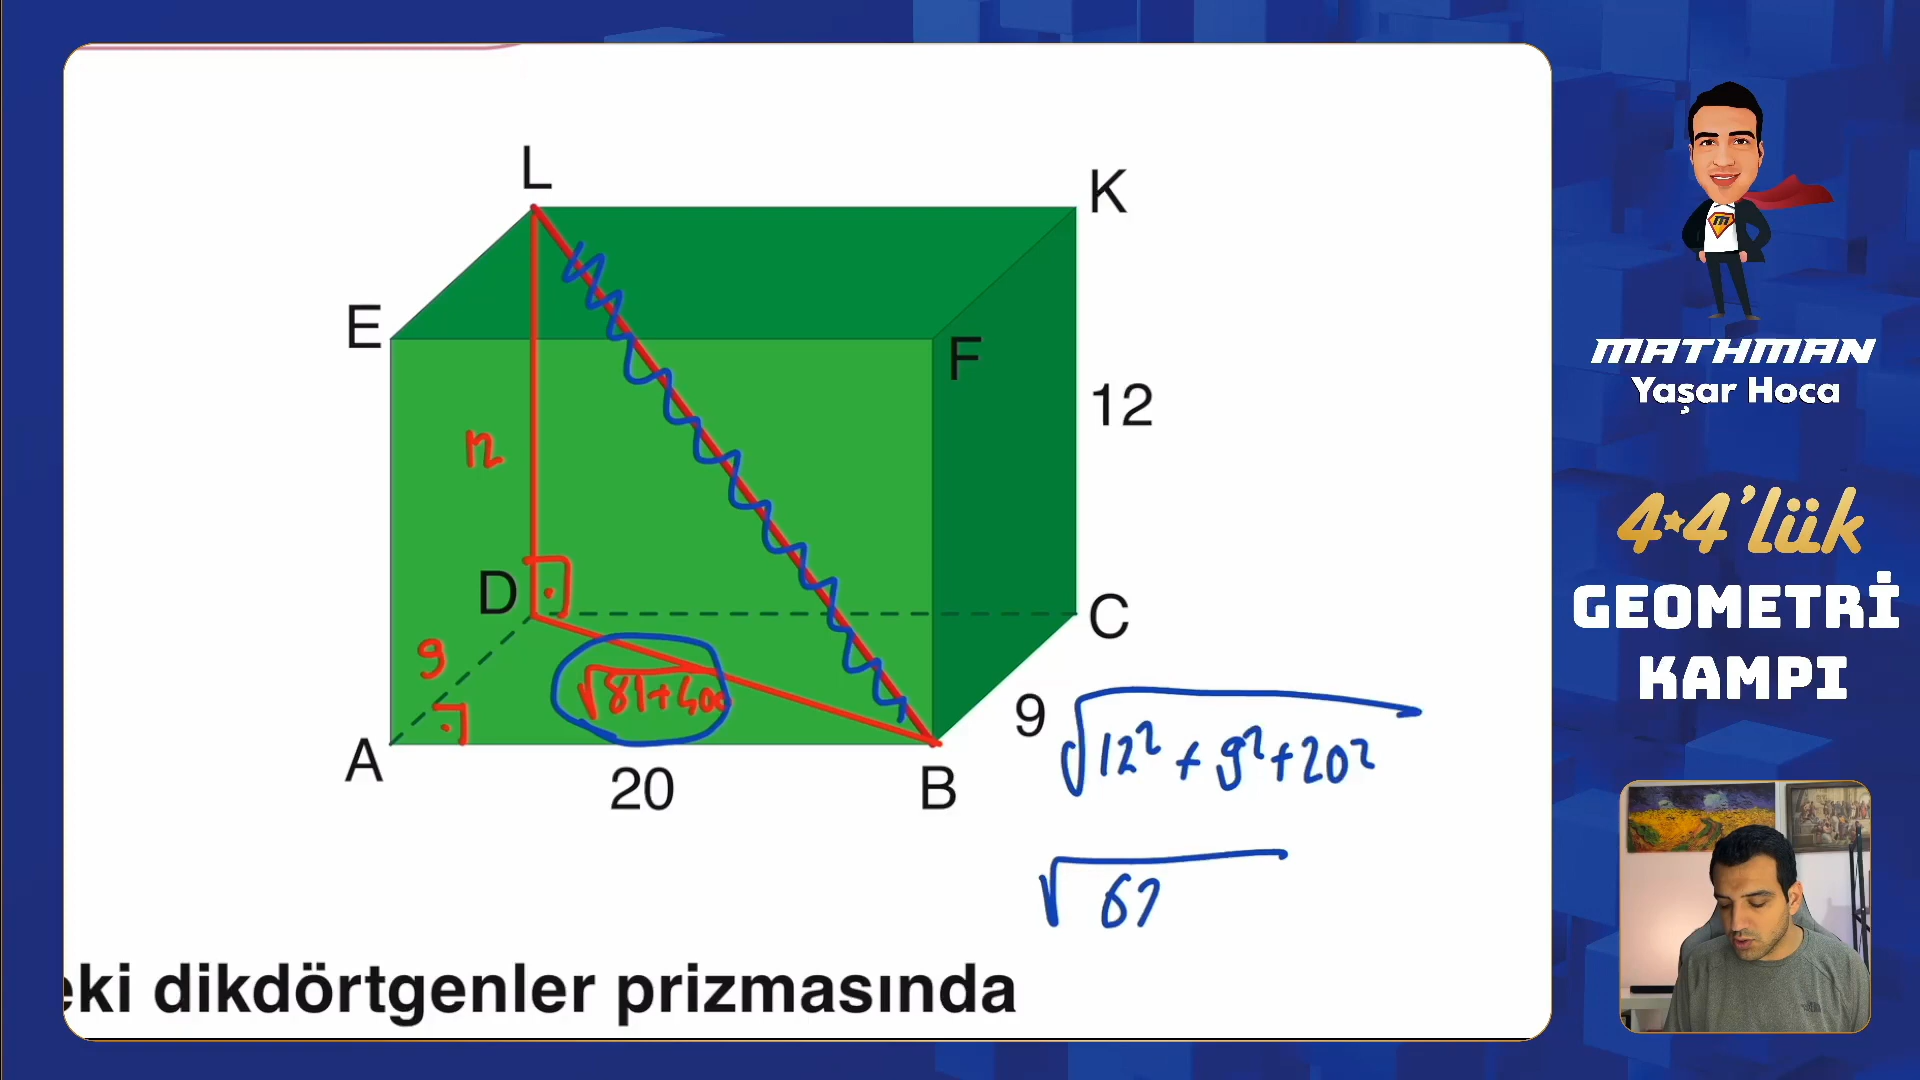 L
K
E
F
12
12
D
C
9
√81+400
9
√12² + 9² + 20²
A
20
B
√62
eki dikdörtgenler prizmasında
m
MATHMAN
Yaşar Hoca
4★4'lük
GEOMETRİ
KAMPI